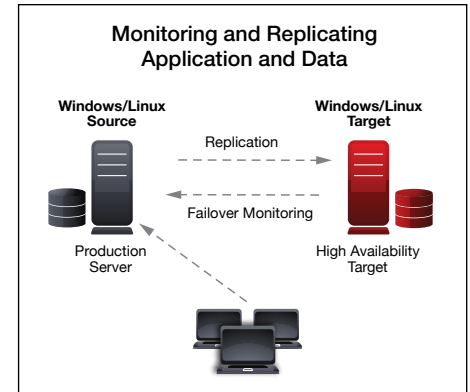 Monitoring and Replicating
Application and Data
Windows/Linux
Source
Windows/Linux
Target
Replication
Failover Monitoring
Production
Server
High Availability
Target